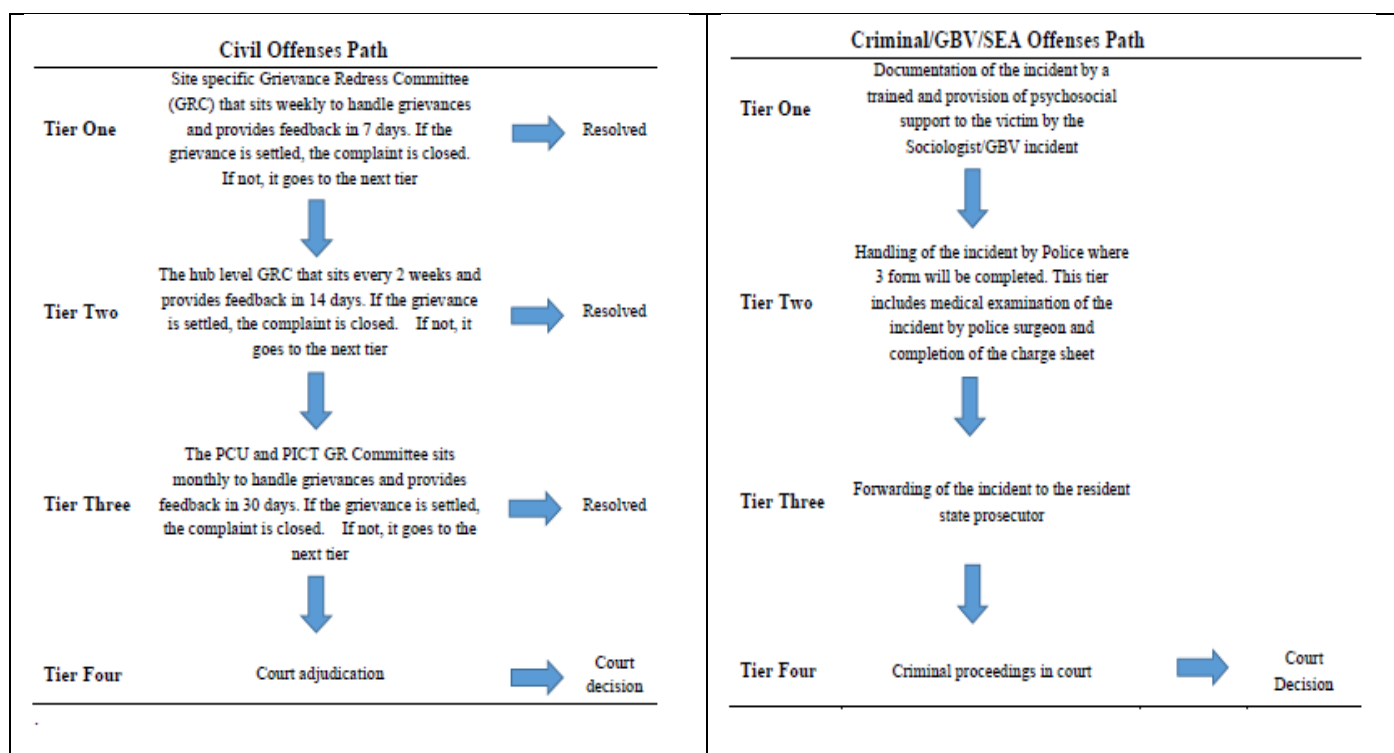 Civil Offenses Path
Tier One
Site specific Grievance Redress Committee
(GRC) that sits weekly to handle grievances
and provides feedback in 7 days. If the
grievance is settled, the complaint is closed.
If not, it goes to the next tier
Resolved
Tier Two
The hub level GRC that sits every 2 weeks and
provides feedback in 14 days. If the grievance
is settled, the complaint is closed. If not, it
goes to the next tier
Resolved
Tier Three
The PCU and PICT GR Committee sits
monthly to handle grievances and provides
feedback in 30 days. If the grievance is settled,
the complaint is closed. If not, it goes to the
next tier
Resolved
Tier Four
Court adjudication
Court
decision
.
Criminal/GBV/SEA Offenses Path
Tier One
Documentation of the incident by a
trained and provision of psychosocial
support to the victim by the
Sociologist/GBV incident
Tier Two
Handling of the incident by Police where
3 form will be completed. This tier
includes medical examination of the
incident by police surgeon and
completion of the charge sheet
Tier Three
Forwarding of the incident to the resident
state prosecutor
Tier Four
Criminal proceedings in court
Court
Decision